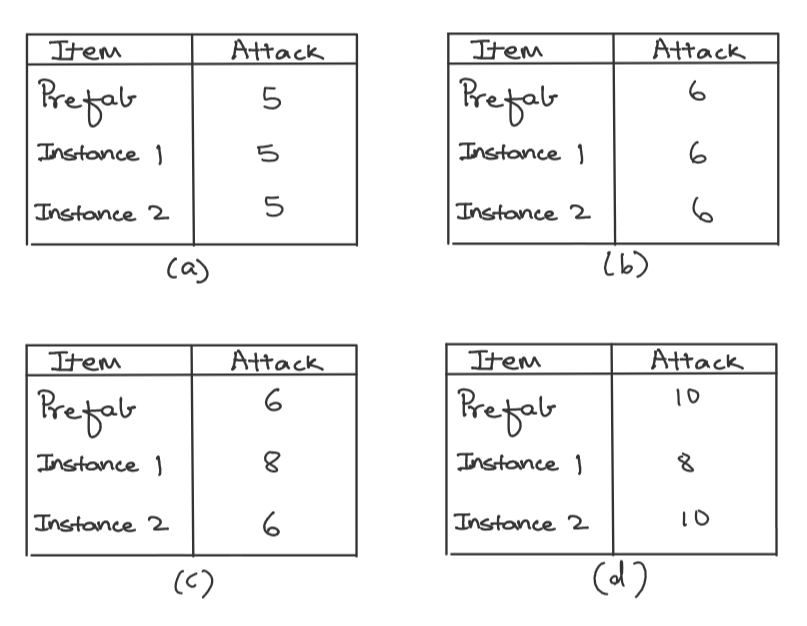 Item Attack
Prefab 5
Instance 1 5
Instance 2 5
(a)
Item Attack
Prefab 6
Instance 1 6
Instance 2 6
(b)
Item Attack
Prefab 6
Instance 1 8
Instance 2 6
(c)
Item Attack
Prefab 10
Instance 1 8
Instance 2 10
(d)